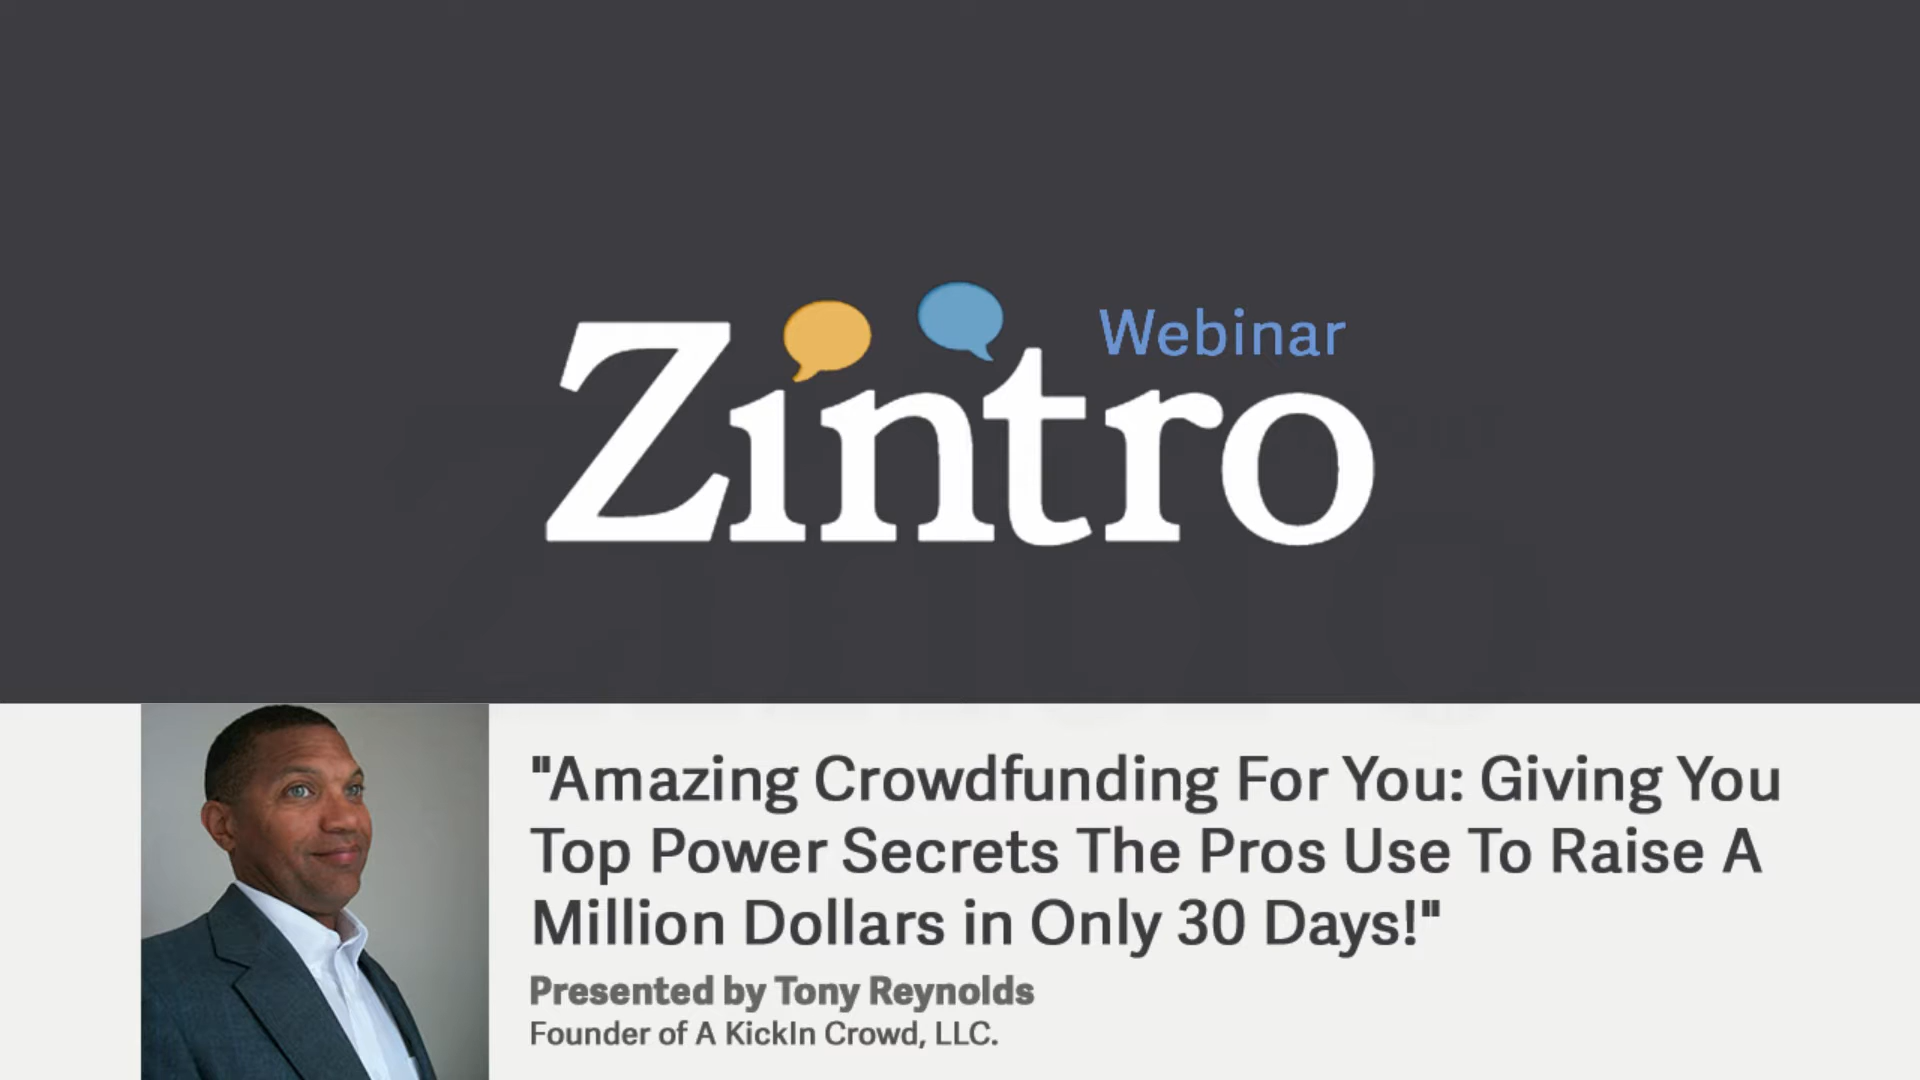 Webinar
Zintro
"Amazing Crowdfunding For You: Giving You
Top Power Secrets The Pros Use To Raise A
Million Dollars in Only 30 Days!"
Presented by Tony Reynolds
Founder of A KickIn Crowd, LLC.